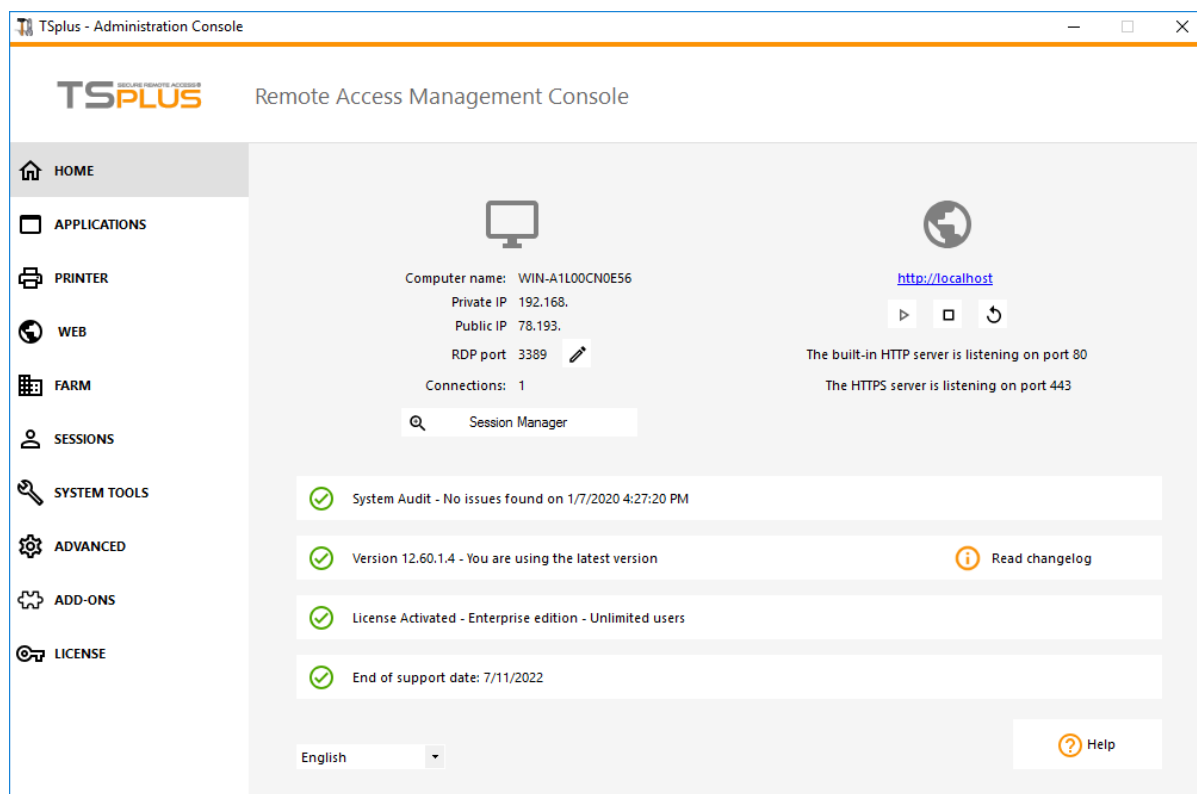 TSplus - Administration Console
TSPLUS
SECURE REMOTE ACCESS®
Remote Access Management Console
HOME
APPLICATIONS
PRINTER
WEB
FARM
SESSIONS
SYSTEM TOOLS
ADVANCED
ADD-ONS
LICENSE
Computer name: WIN-A1L00CN0E56
Private IP 192.168.
Public IP 78.193.
RDP port 3389
Connections: 1
Session Manager
http://localhost
The built-in HTTP server is listening on port 80
The HTTPS server is listening on port 443
System Audit - No issues found on 1/7/2020 4:27:20 PM
Version 12.60.1.4 - You are using the latest version
Read changelog
License Activated - Enterprise edition - Unlimited users
End of support date: 7/11/2022
English
Help